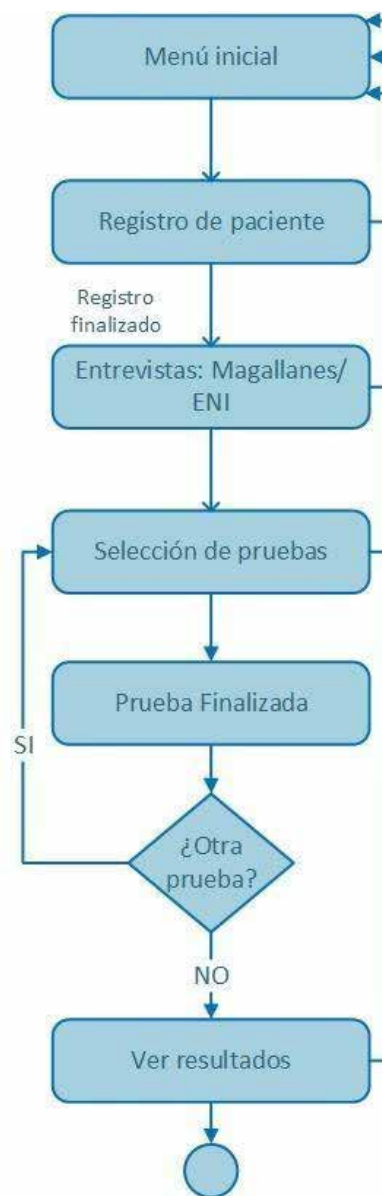 Menú inicial
Registro de paciente
Registro
finalizado
Entrevistas: Magallanes/
ENI
Selección de pruebas
Prueba Finalizada
SI
¿Otra
prueba?
NO
Ver resultados